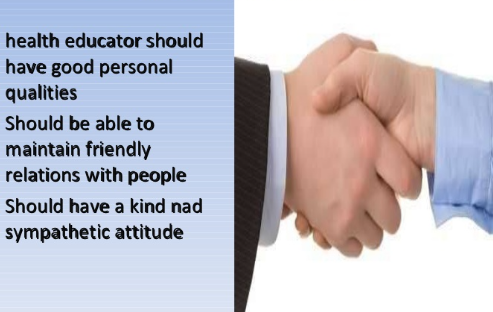 health educator should
have good personal
qualities
Should be able to
maintain friendly
relations with people
Should have a kind nad
sympathetic attitude